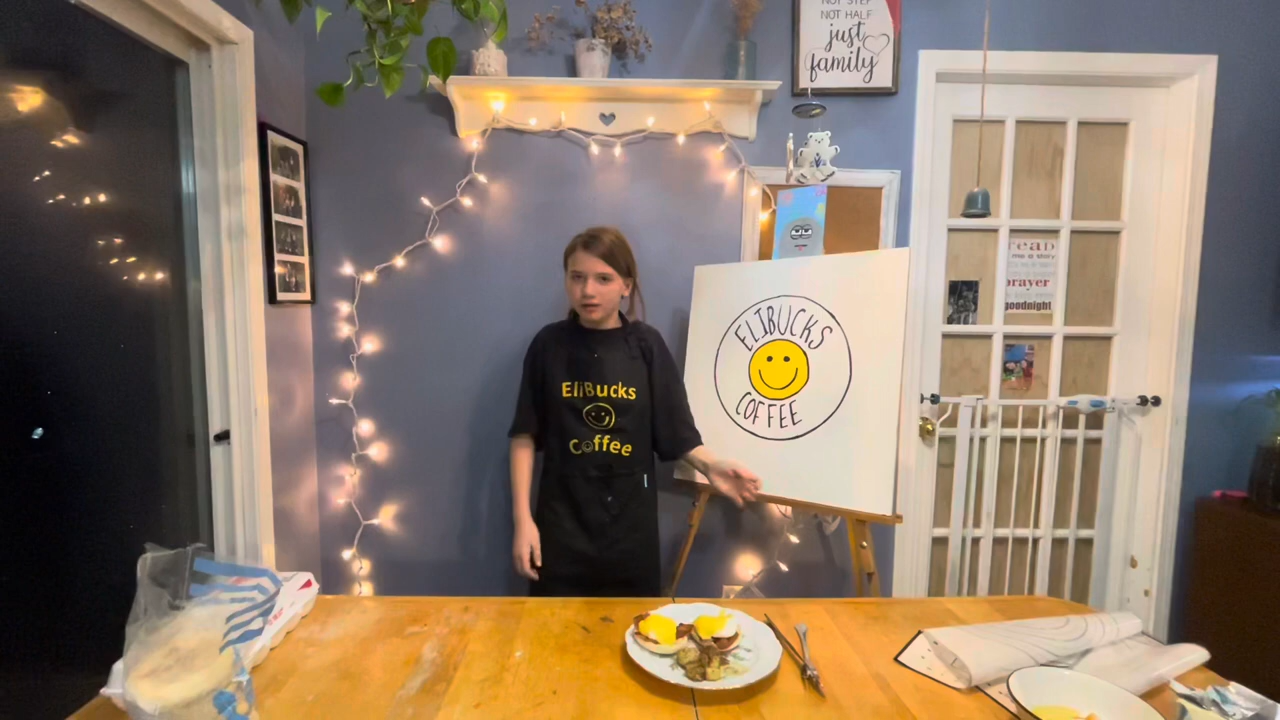 NOT STEP
NOT HALF
just
family
ELIBUCKS
COFFEE
EliBucks
Coffee
read
me a story
prayer
goodnight